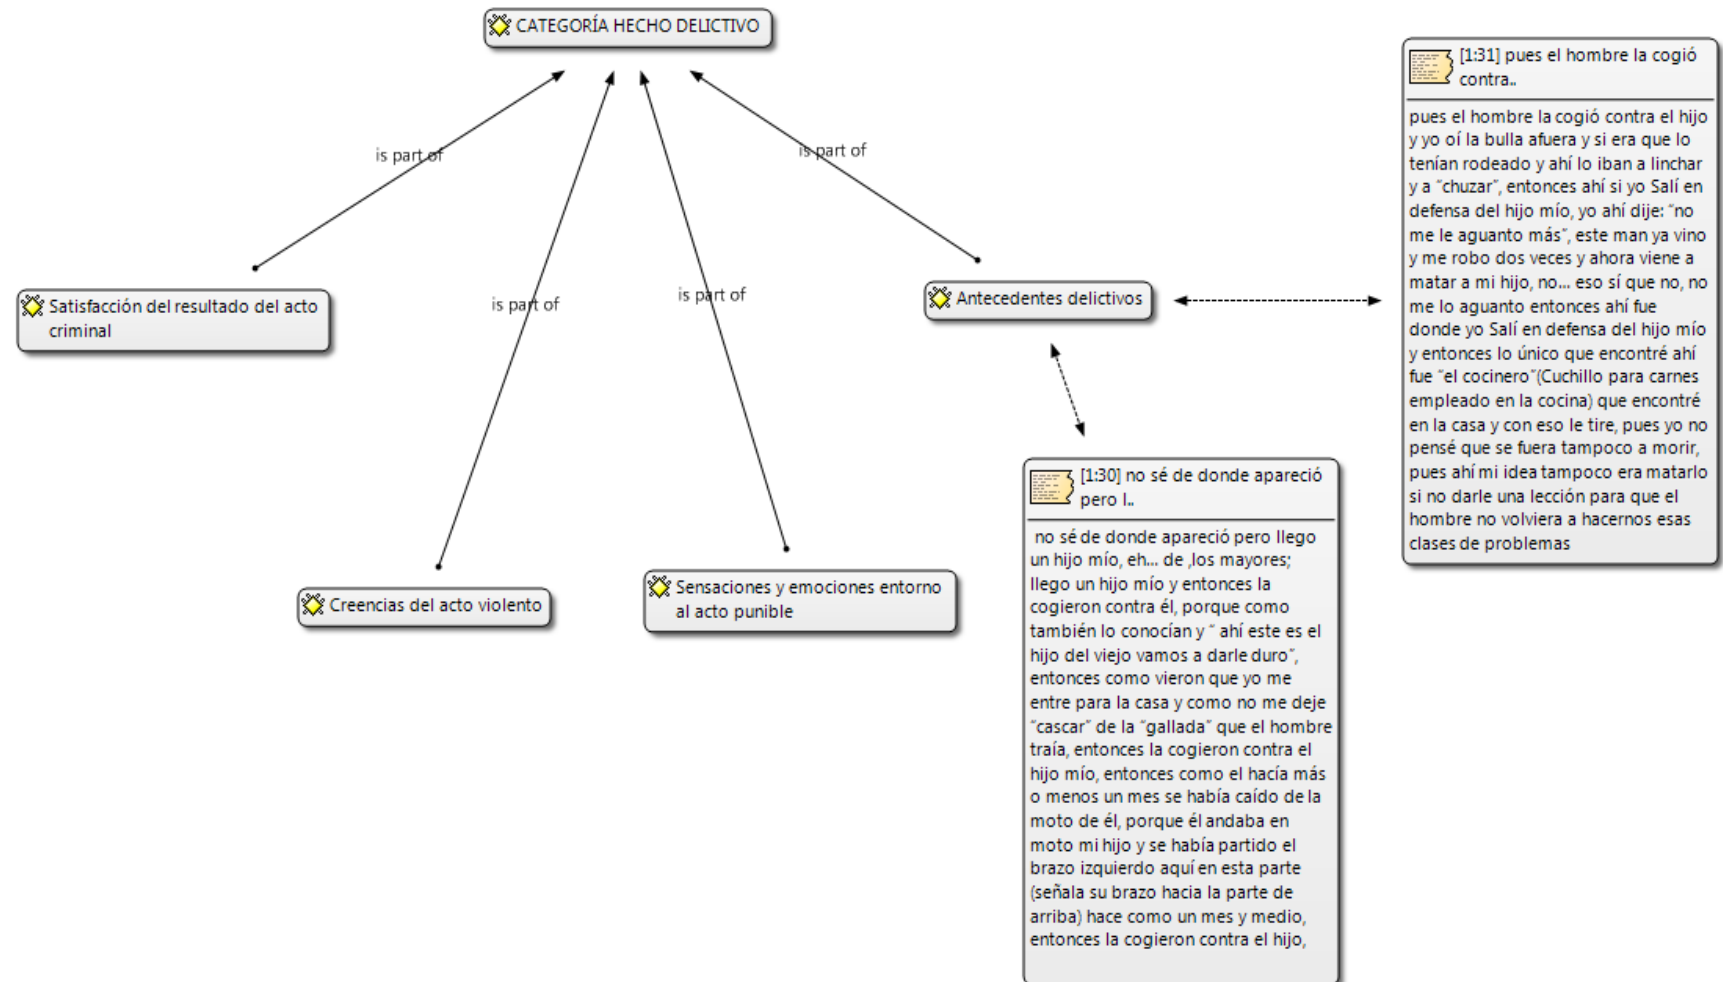 CATEGORÍA HECHO DELICTIVO
is part of
is part of
is part of
is part of
Satisfacción del resultado del acto
criminal
Creencias del acto violento
Sensaciones y emociones entorno
al acto punible
Antecedentes delictivos
[1:30] no sé de donde apareció
pero l..
no sé de donde apareció pero llego
un hijo mío, eh... de ,los mayores;
llego un hijo mío y entonces la
cogieron contra él, porque como
también lo conocían y “ ahí este es el
hijo del viejo vamos a darle duro”,
entonces como vieron que yo me
entre para la casa y como no me deje
“cascar” de la “gallada” que el hombre
traía, entonces la cogieron contra el
hijo mío, entonces como el hacía más
o menos un mes se había caído de la
moto de él, porque él andaba en
moto mi hijo y se había partido el
brazo izquierdo aquí en esta parte
(señala su brazo hacia la parte de
arriba) hace como un mes y medio,
entonces la cogieron contra el hijo,
[1:31] pues el hombre la cogió
contra..
pues el hombre la cogió contra el hijo
y yo oí la bulla afuera y si era que lo
tenían rodeado y ahí lo iban a linchar
y a “chuzar”, entonces ahí si yo Salí en
defensa del hijo mío, yo ahí dije: “no
me le aguanto más”, este man ya vino
y me robo dos veces y ahora viene a
matar a mi hijo, no... eso sí que no, no
me lo aguanto entonces ahí fue
donde yo Salí en defensa del hijo mío
y entonces lo único que encontré ahí
fue “el cocinero”(Cuchillo para carnes
empleado en la cocina) que encontré
en la casa y con eso le tire, pues yo no
pensé que se fuera tampoco a morir,
pues ahí mi idea tampoco era matarlo
si no darle una lección para que el
hombre no volviera a hacernos esas
clases de problemas